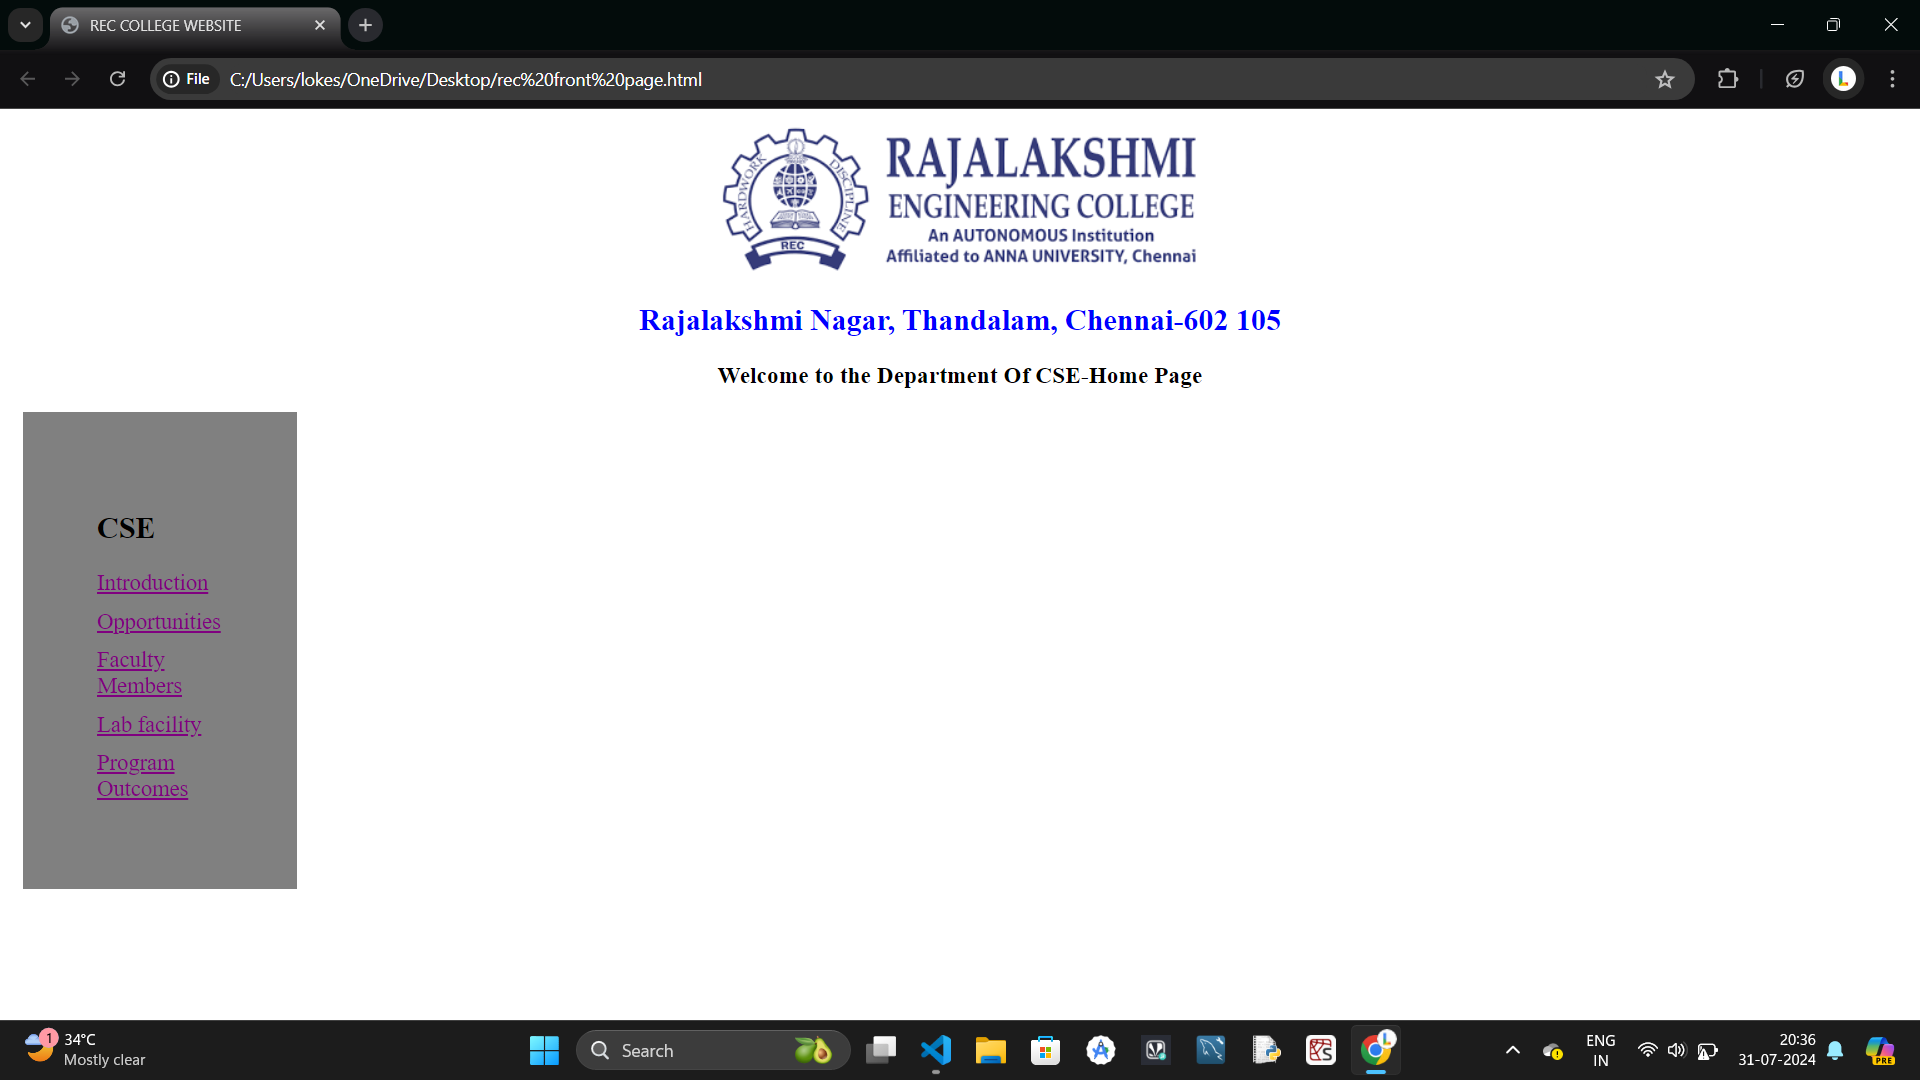 REC COLLEGE WEBSITE
File C:/Users/lokes/OneDrive/Desktop/rec%20front%20page.html
L
HARDWORK
DISCIPLINE
REC
RAJALAKSHMI
ENGINEERING COLLEGE
An AUTONOMOUS Institution
Affiliated to ANNA UNIVERSITY, Chennai
Rajalakshmi Nagar, Thandalam, Chennai-602 105
Welcome to the Department Of CSE-Home Page
CSE
Introduction
Opportunities
Faculty
Members
Lab facility
Program
Outcomes
1
34°C
Mostly clear
Search
L
ENG
IN
20:36
31-07-2024
PRE